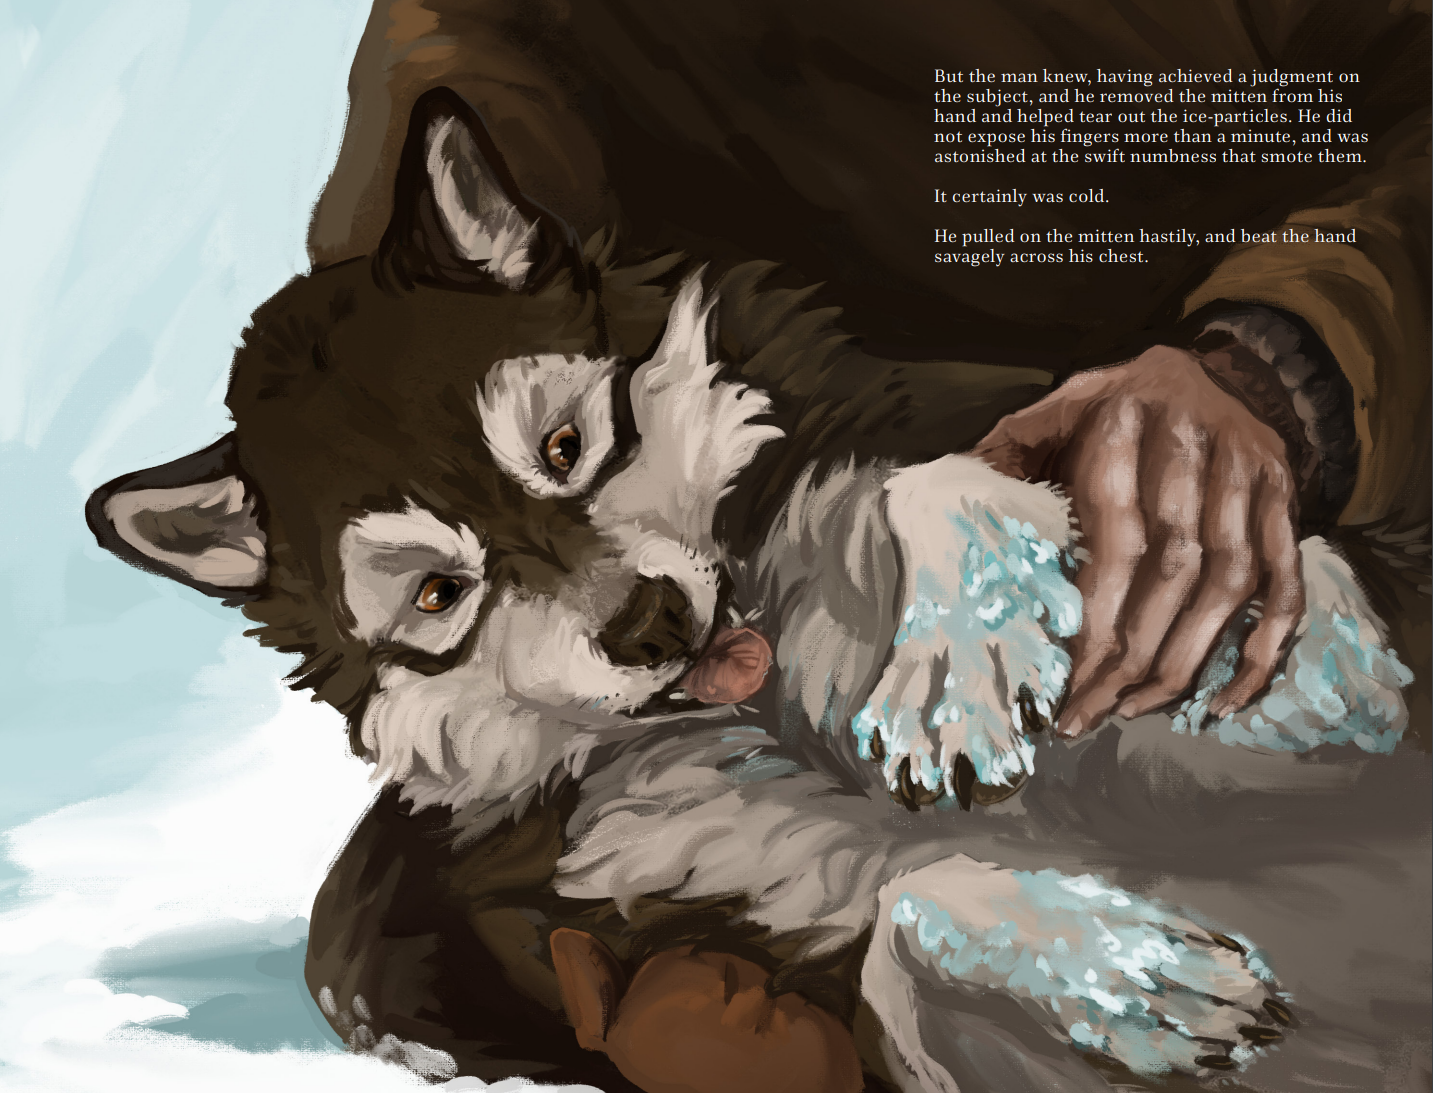 But the man knew, having achieved a judgment on
the subject, and he removed the mitten from his
hand and helped tear out the ice-particles. He did
not expose his fingers more than a minute, and was
astonished at the swift numbness that smote them.
It certainly was cold.
He pulled on the mitten hastily, and beat the hand
savagely across his chest.